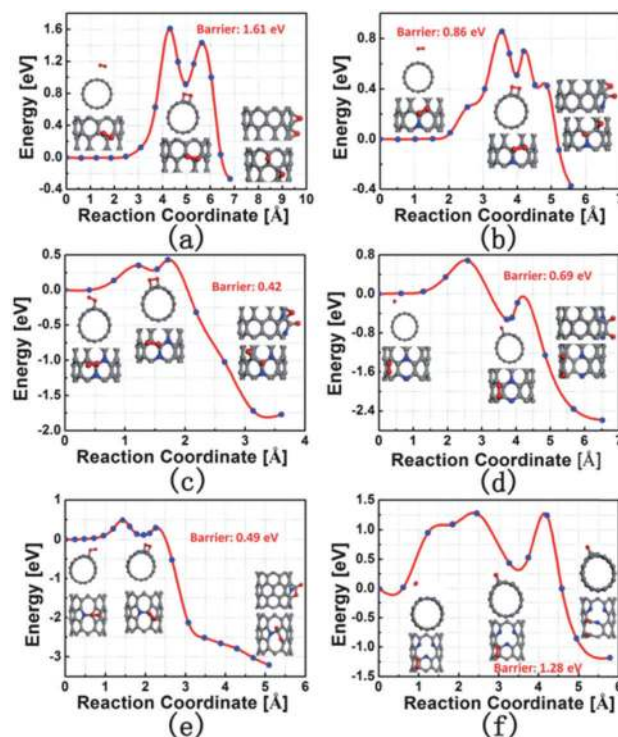 Barrier: 1.61 eV
Energy [eV]
1.6
1.2
0.8
0.4
0.0
-0.4
0 1 2 3 4 5 6 7 8 9 10
Reaction Coordinate [Å]
(a)
Barrier: 0.86 eV
Energy [eV]
1.2
0.8
0.4
0.0
-0.4
0 1 2 3 4 5 6 7
Reaction Coordinate [Å]
(b)
Barrier: 0.42
Energy [eV]
0.5
0.0
-0.5
-1.0
-1.5
-2.0
0 1 2 3 4
Reaction Coordinate [Å]
(c)
Barrier: 0.69 eV
Energy [eV]
0.8
0.0
-0.8
-1.6
-2.4
0 1 2 3 4 5 6 7
Reaction Coordinate [Å]
(d)
Barrier: 0.49 eV
Energy [eV]
1
0
-1
-2
-3
0 1 2 3 4 5 6
Reaction Coordinate [Å]
(e)
Energy [eV]
1.5
1.0
0.5
0.0
-0.5
-1.0
-1.5
Barrier: 1.28 eV
0 1 2 3 4 5 6
Reaction Coordinate [Å]
(f)